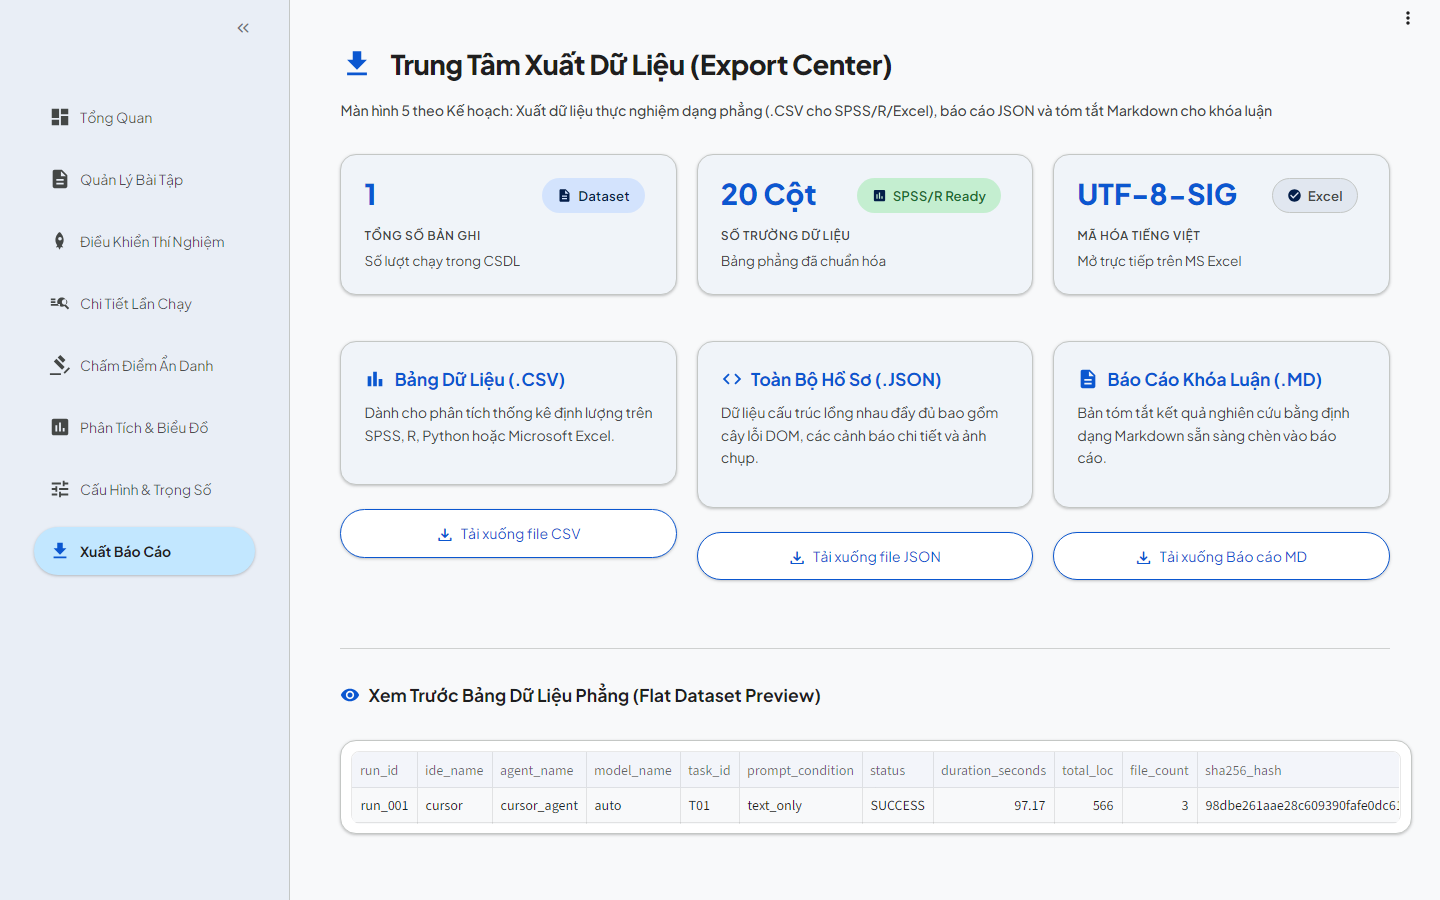 Tổng Quan
Quản Lý Bài Tập
Điều Khiển Thí Nghiệm
Chi Tiết Lần Chạy
Chấm Điểm Ẩn Danh
Phân Tích & Biểu Đồ
Cấu Hình & Trọng Số
Xuất Báo Cáo
Trung Tâm Xuất Dữ Liệu (Export Center)
Màn hình 5 theo Kế hoạch: Xuất dữ liệu thực nghiệm dạng phẳng (.CSV cho SPSS/R/Excel), báo cáo JSON và tóm tắt Markdown cho khóa luận
1
Dataset
TỔNG SỐ BẢN GHI
Số lượt chạy trong CSDL
20 Cột
SPSS/R Ready
SỐ TRƯỜNG DỮ LIỆU
Bảng phẳng đã chuẩn hóa
UTF-8-SIG
Excel
MÃ HÓA TIẾNG VIỆT
Mở trực tiếp trên MS Excel
Bảng Dữ Liệu (.CSV)
Dành cho phân tích thống kê định lượng trên
SPSS, R, Python hoặc Microsoft Excel.
Tải xuống file CSV
Toàn Bộ Hồ Sơ (.JSON)
Dữ liệu cấu trúc lồng nhau đầy đủ bao gồm
cây lỗi DOM, các cảnh báo chi tiết và ảnh
chụp.
Tải xuống file JSON
Báo Cáo Khóa Luận (.MD)
Bản tóm tắt kết quả nghiên cứu bằng định
dạng Markdown sẵn sàng chèn vào báo
cáo.
Tải xuống Báo cáo MD
Xem Trước Bảng Dữ Liệu Phẳng (Flat Dataset Preview)
run_id ide_name agent_name model_name task_id prompt_condition status duration_seconds total_loc file_count sha256_hash
run_001 cursor cursor_agent auto T01 text_only SUCCESS 97.17 566 3 98dbe261aae28c609390fafe0dc61